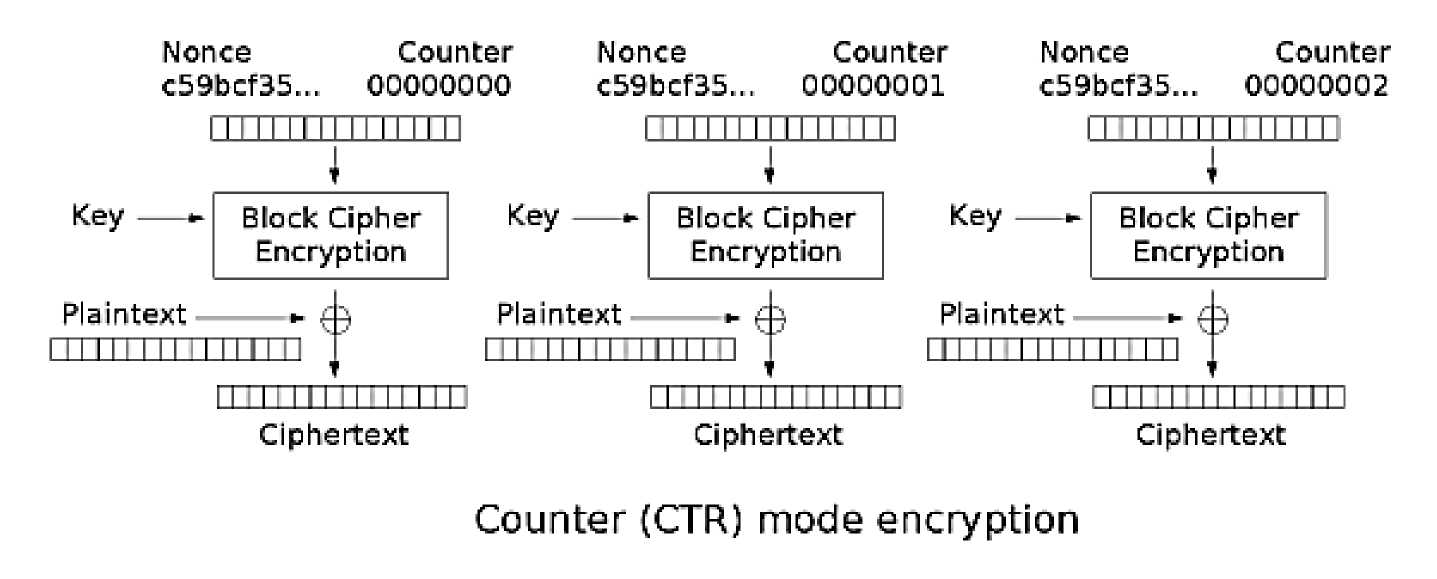 Nonce Counter Nonce Counter Nonce Counter
c59bcf35... 00000000 c59bcf35... 00000001 c59bcf35... 00000002
Key Block Cipher Key Block Cipher Key Block Cipher
Encryption Encryption Encryption
Plaintext Plaintext Plaintext
Ciphertext Ciphertext Ciphertext
Counter (CTR) mode encryption